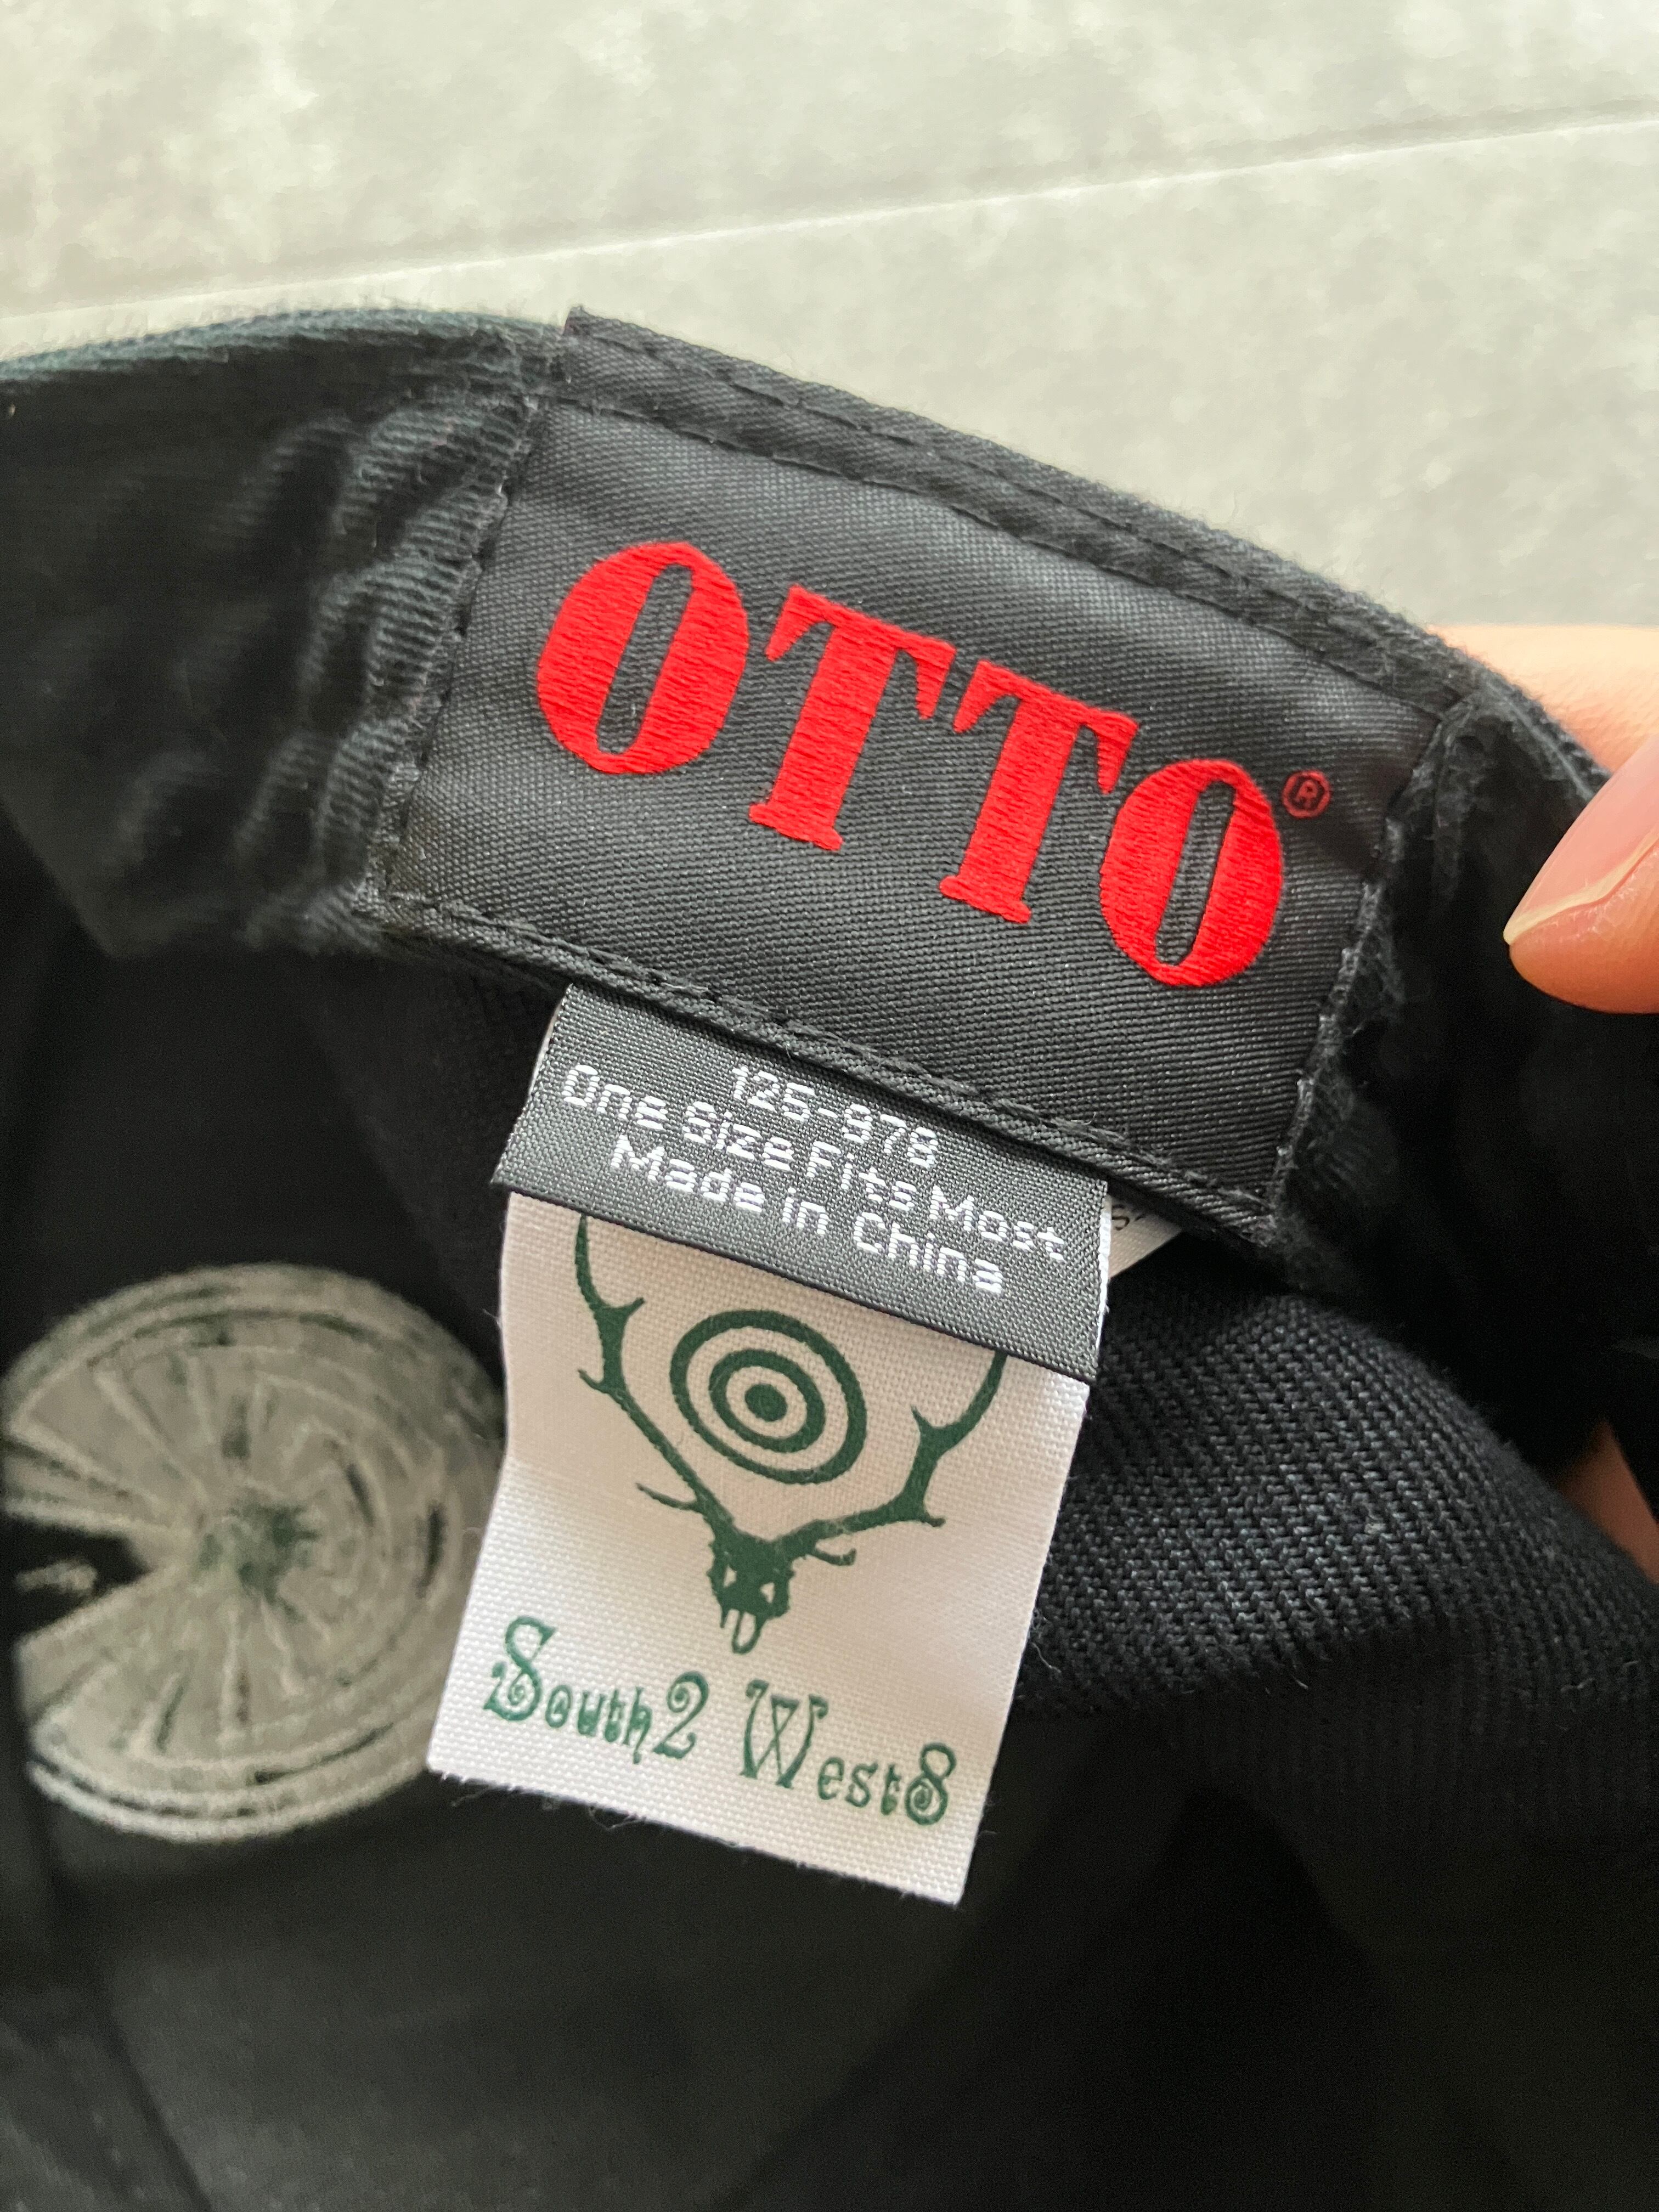 OTTO®
125-978
One Size Fits Most
Made in China
South2 West8